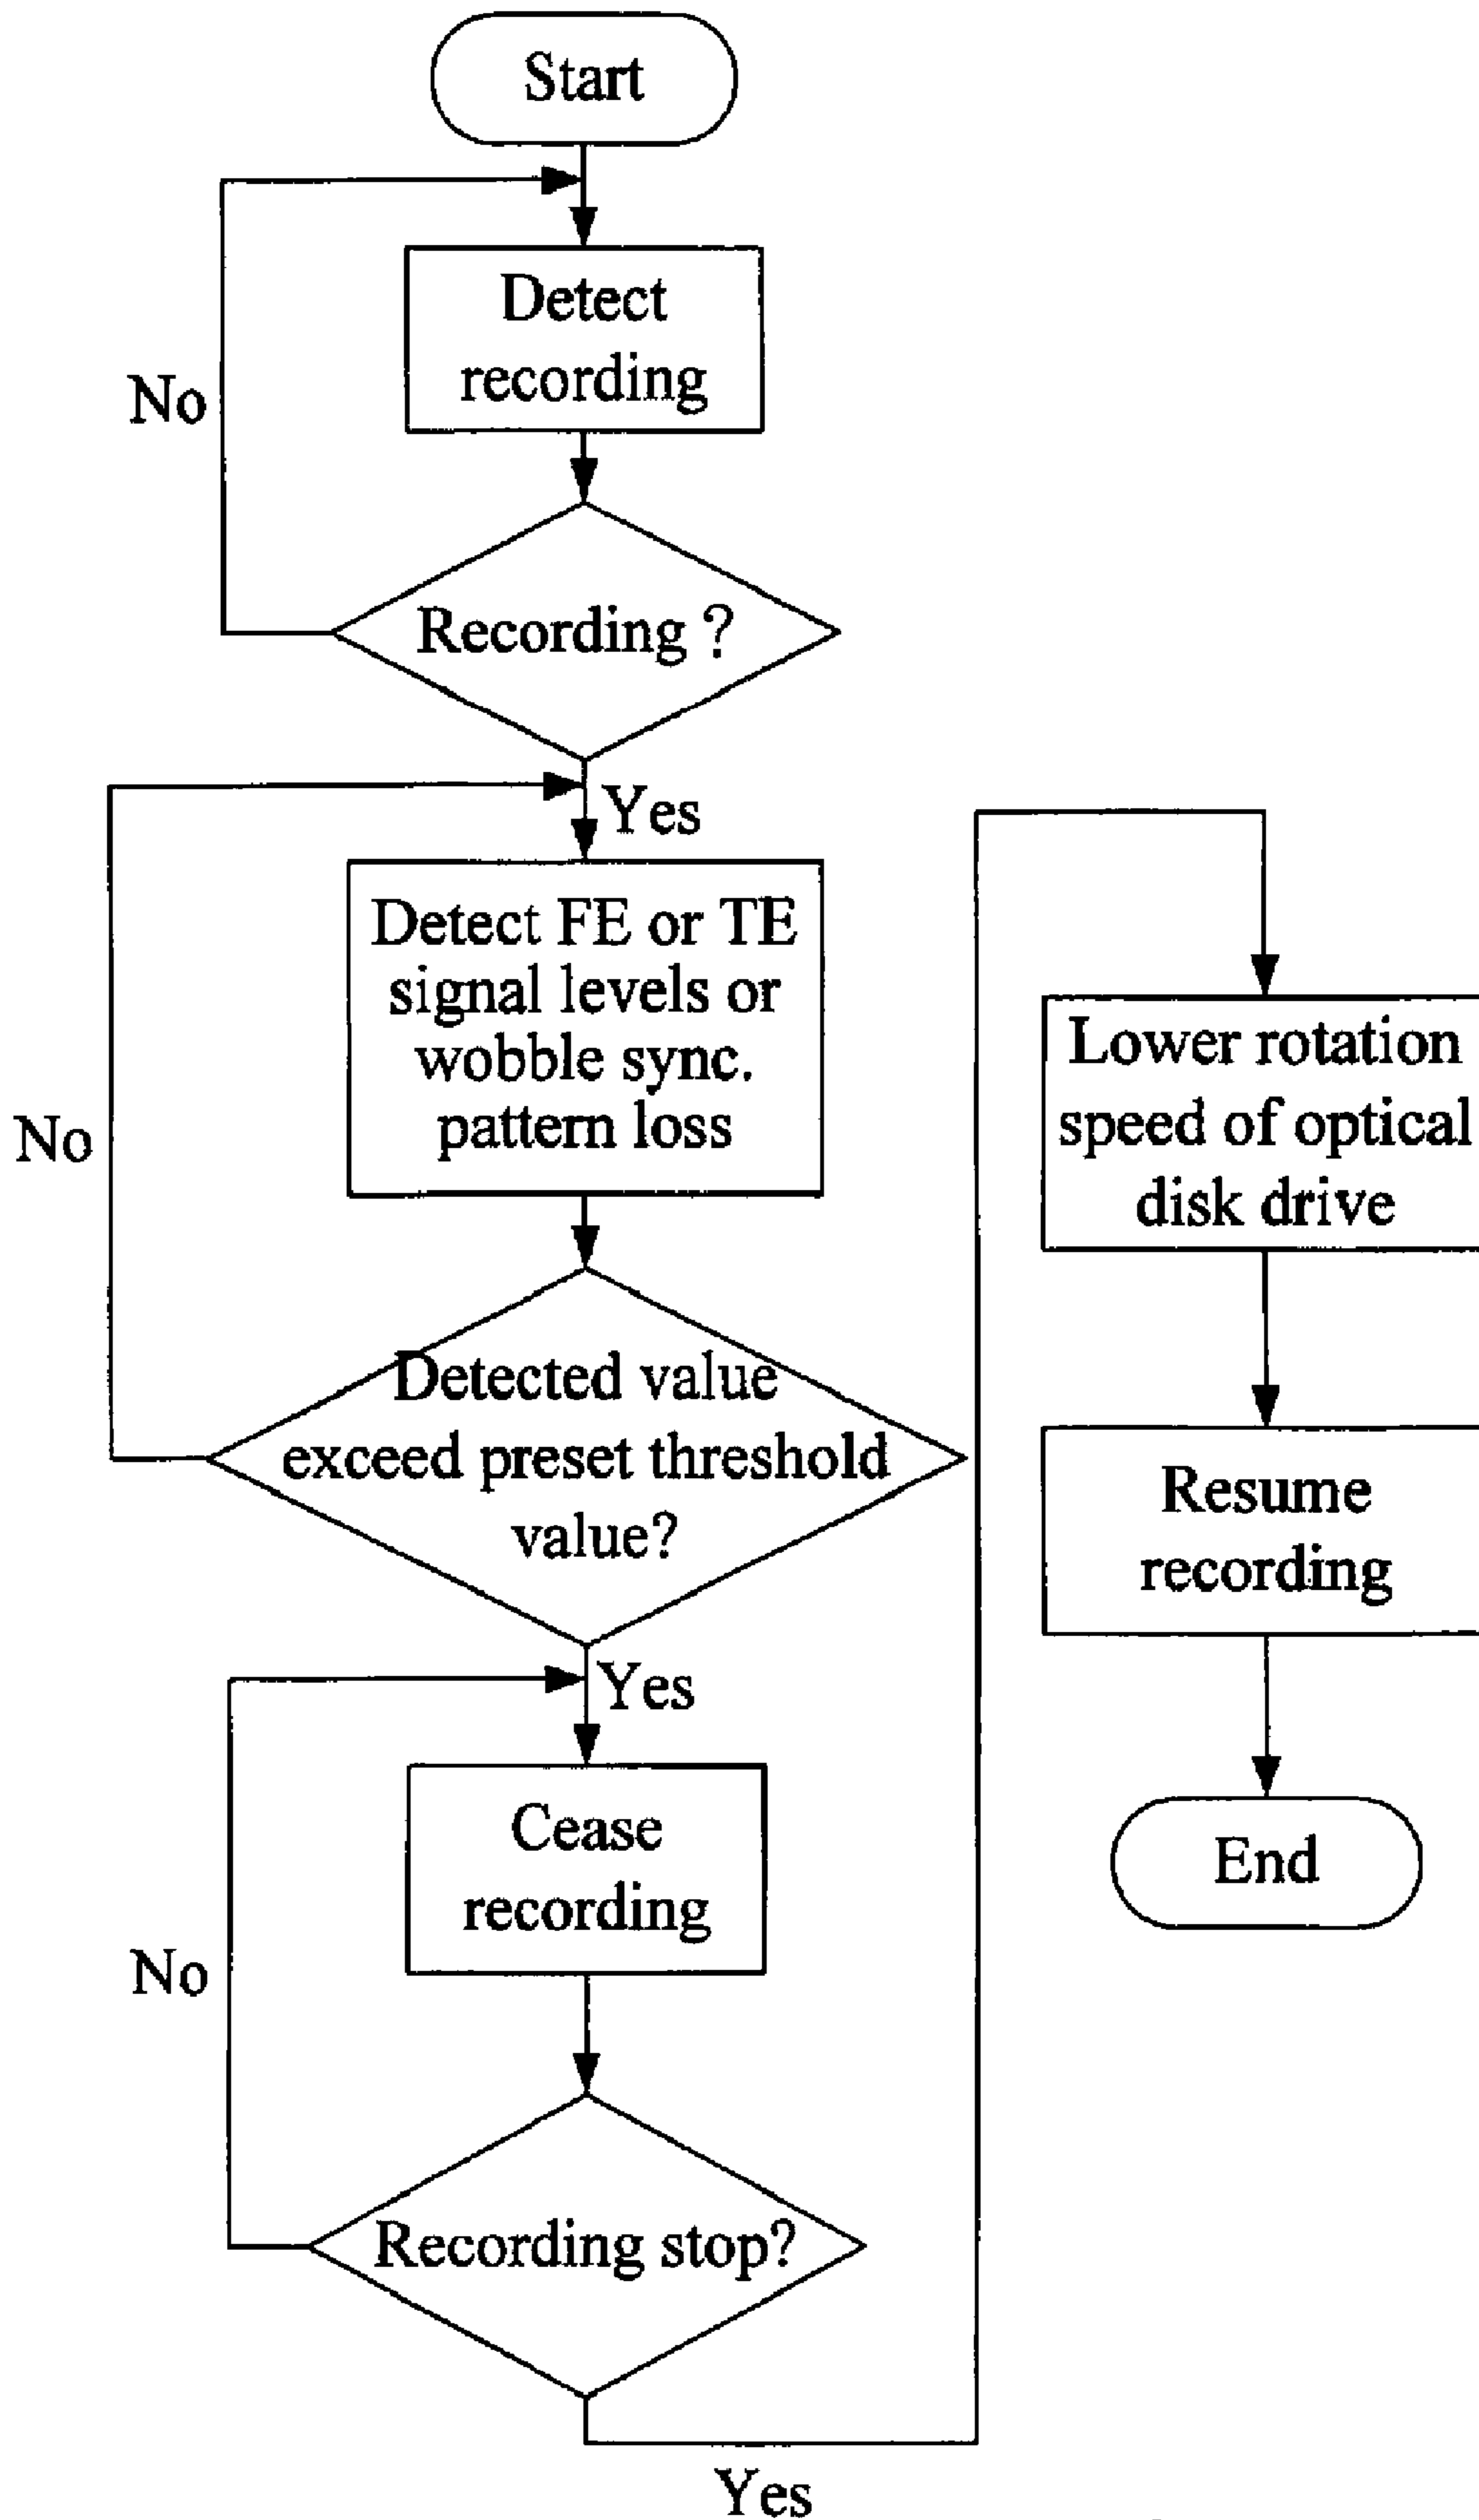 Start
Detect
recording
No
Recording ?
Yes
Detect FE or TE
signal levels or
wobble sync.
pattern loss
No
Detected value
exceed preset threshold
value?
Yes
Cease
recording
No
Recording stop?
Yes
Lower rotation
speed of optical
disk drive
Resume
recording
End